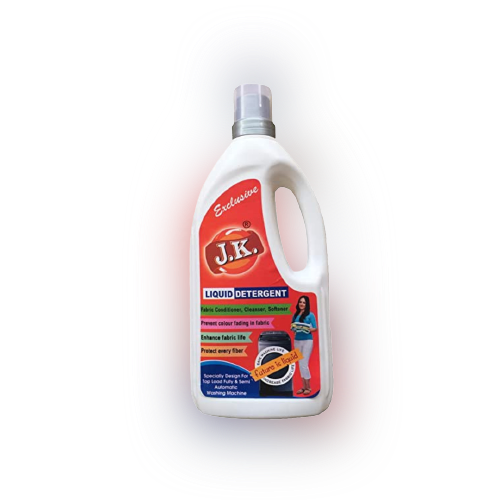 Exclusive
®
J.K.
LIQUID DETERGENT
Fabric Conditioner, Cleanser, Softener
Prevent colour fading in fabric
Enhance fabric life
Protect every fiber
Future is liquid
Specialty Design For
Top Load Fully & Semi
Automatic
Washing Machine